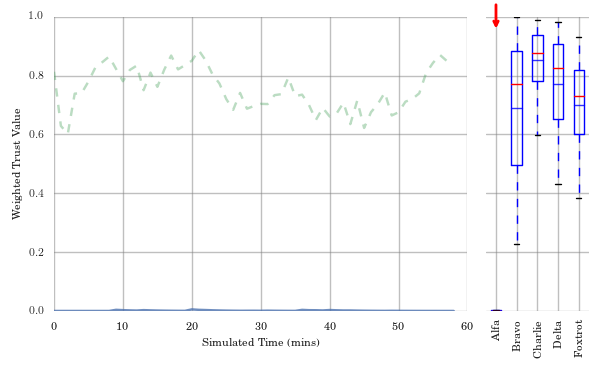 Weighted Trust Value
1.0
0.8
0.6
0.4
0.2
0.0
0 10 20 30 40 50 60
Simulated Time (mins)
Alfa
Bravo
Charlie
Delta
Foxtrot